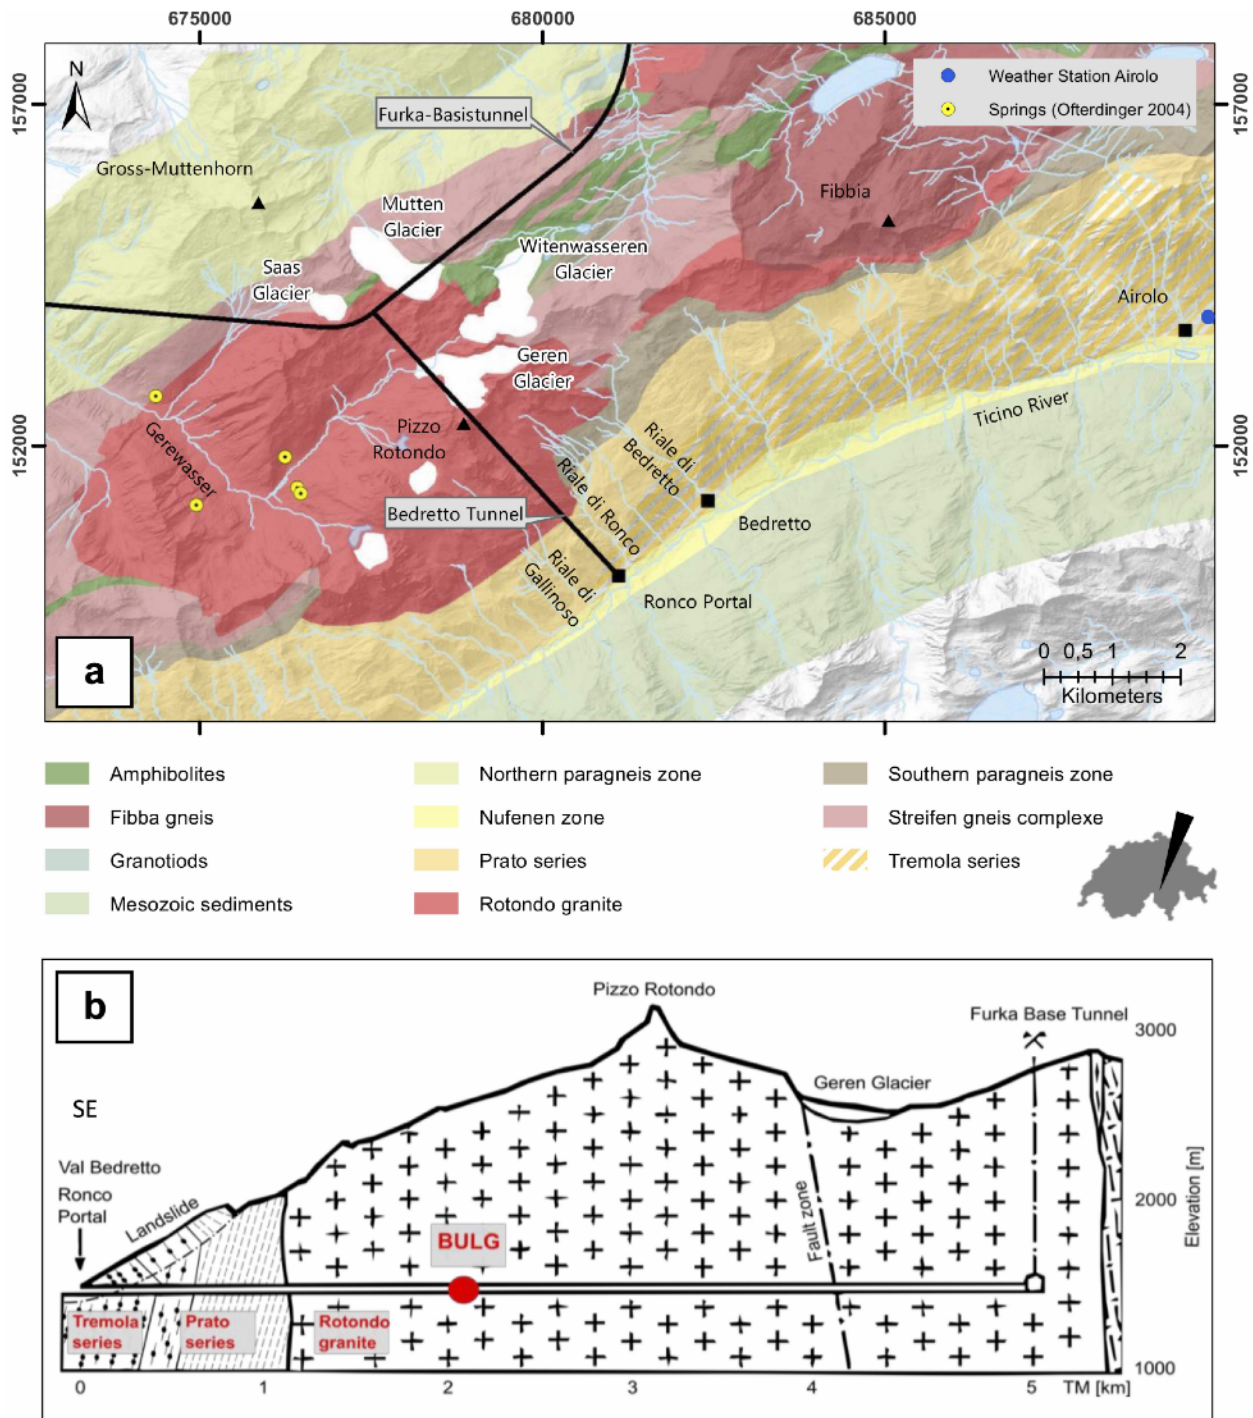 675000
680000
685000
N
157000
157000
Weather Station Airolo
Springs (Ofterdinger 2004)
Furka-Basistunnel
Gross-Muttenhorn
Fibbia
Mutten
Glacier
Witenwasseren
Glacier
Saas
Glacier
Airolo
Geren
Glacier
Ticino River
152000
152000
Pizzo
Rotondo
Gerewasser
Riale di
Bedretto
Riale di Ronco
Bedretto Tunnel
Bedretto
Riale di
Gallinoso
Ronco Portal
a
0 0,5 1 2
Kilometers
675000
680000
685000
Amphibolites
Northern paragneis zone
Southern paragneis zone
Fibba gneis
Nufenen zone
Streifen gneis complexe
Granotiods
Prato series
Tremola series
Mesozoic sediments
Rotondo granite
b
Pizzo Rotondo
Furka Base Tunnel
3000
Geren Glacier
SE
Val Bedretto
Ronco
Portal
Landslide
2000
Elevation [m]
Fault zone
BULG
Tremola
series
Prato
series
Rotondo
granite
1000
0 1 2 3 4 5 TM [km]